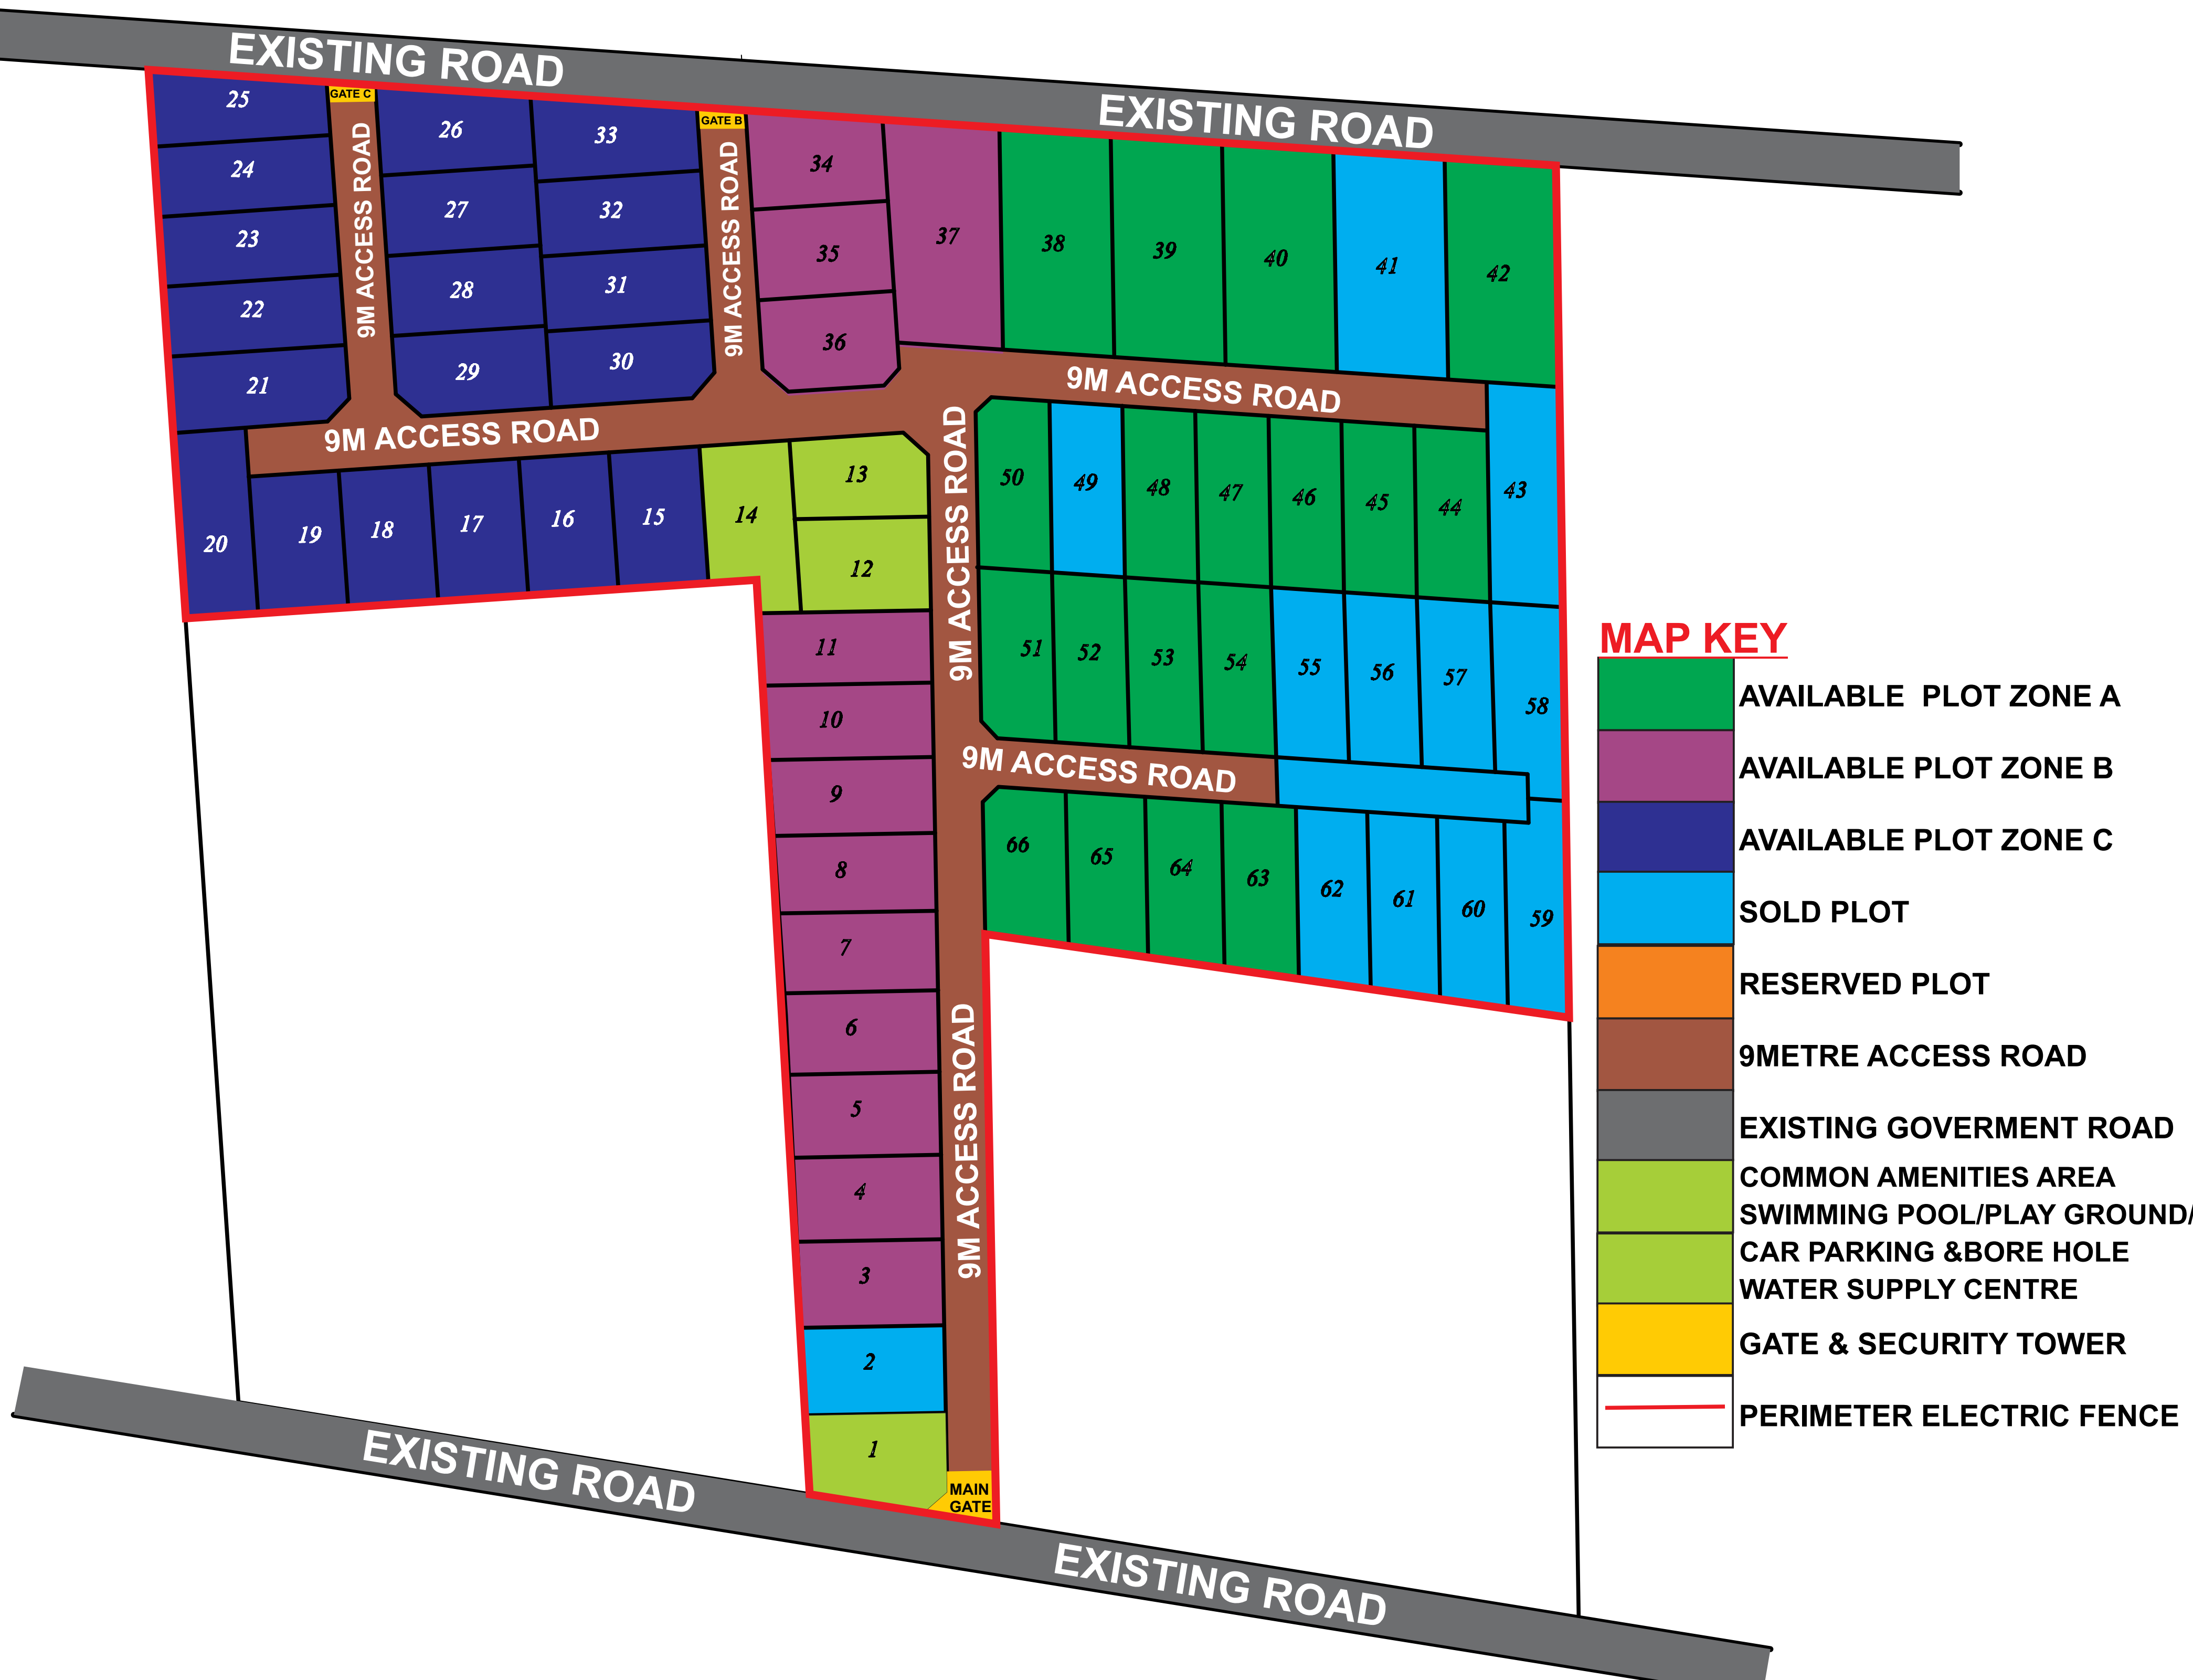 EXISTING ROAD
EXISTING ROAD
GATE C
GATE B
25
24
23
22
21
9M ACCESS ROAD
26
27
28
29
33
32
31
30
9M ACCESS ROAD
34
35
36
37
38
39
40
41
42
9M ACCESS ROAD
9M ACCESS ROAD
20
19
18
17
16
15
14
13
12
9M ACCESS ROAD
50
49
48
47
46
45
44
43
51
52
53
54
55
56
57
58
9M ACCESS ROAD
66
65
64
63
62
61
60
59
11
10
9
8
7
6
5
4
3
2
1
9M ACCESS ROAD
MAIN
GATE
EXISTING ROAD
EXISTING ROAD
MAP KEY
AVAILABLE PLOT ZONE A
AVAILABLE PLOT ZONE B
AVAILABLE PLOT ZONE C
SOLD PLOT
RESERVED PLOT
9METRE ACCESS ROAD
EXISTING GOVERMENT ROAD
COMMON AMENITIES AREA
SWIMMING POOL/PLAY GROUND/
CAR PARKING &BORE HOLE
WATER SUPPLY CENTRE
GATE & SECURITY TOWER
PERIMETER ELECTRIC FENCE